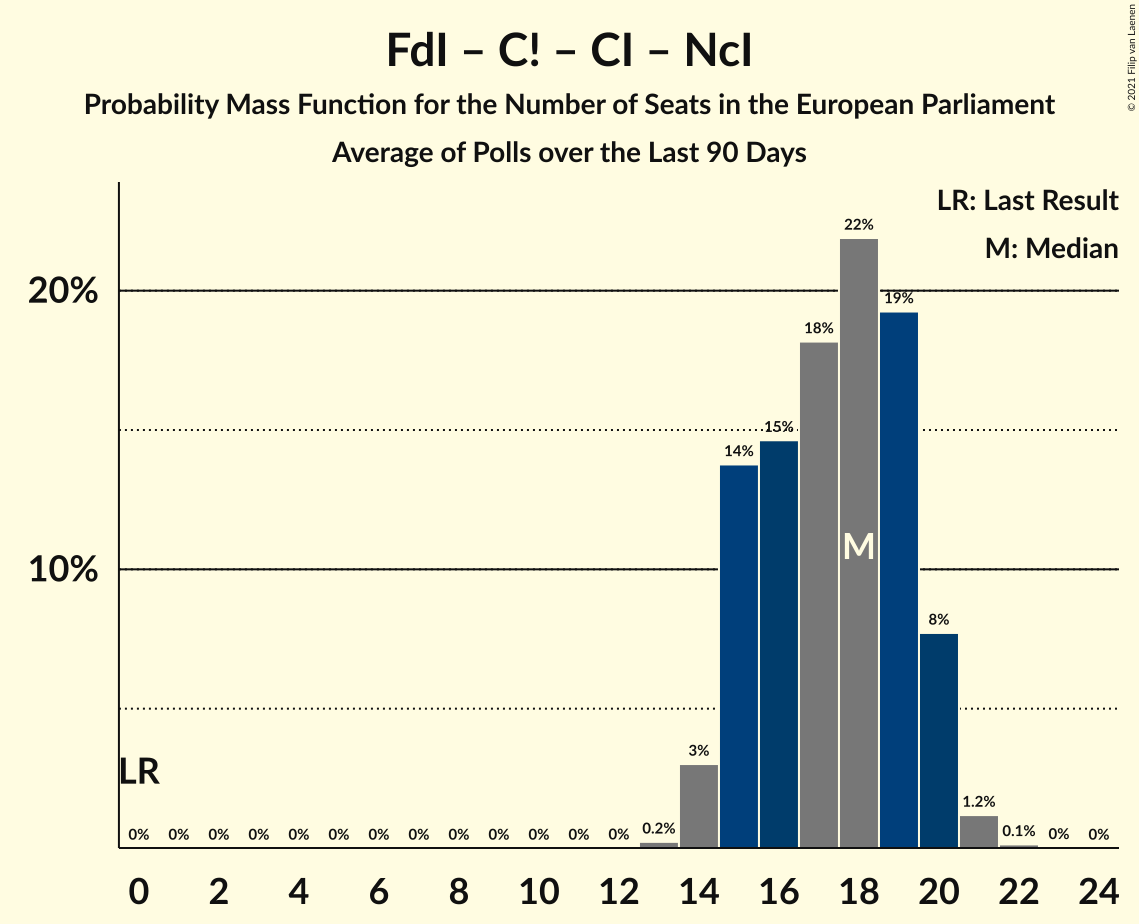 FdI – C! – CI – NcI
Probability Mass Function for the Number of Seats in the European Parliament
Average of Polls over the Last 90 Days
© 2021 Filip van Laenen
LR: Last Result
M: Median
22%
20%
19%
18%
15%
14%
M
10%
8%
3%
LR
1.2%
0% 0% 0% 0% 0% 0% 0% 0% 0% 0% 0% 0% 0% 0.2% 0.1% 0% 0%
0 2 4 6 8 10 12 14 16 18 20 22 24